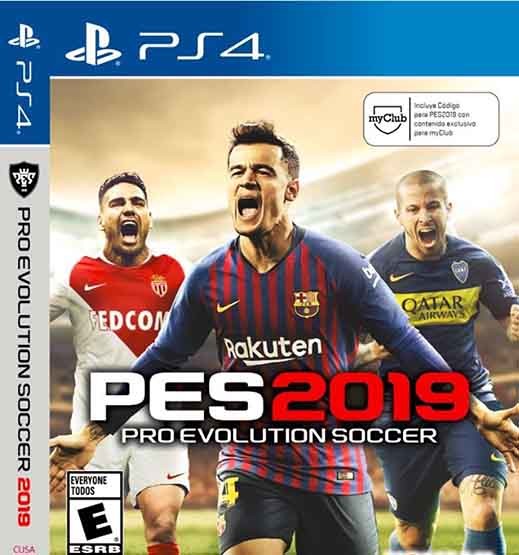 PS4
PS4
PRO EVOLUTION SOCCER 2019
CUSA
myClub
Incluye Código
para PES2019 con
contenido exclusivo
para myClub
FEDCOM
Rakuten
QATAR
AIRWAYS
PES2019
PRO EVOLUTION SOCCER
4
EVERYONE
TODOS
E
ESRB